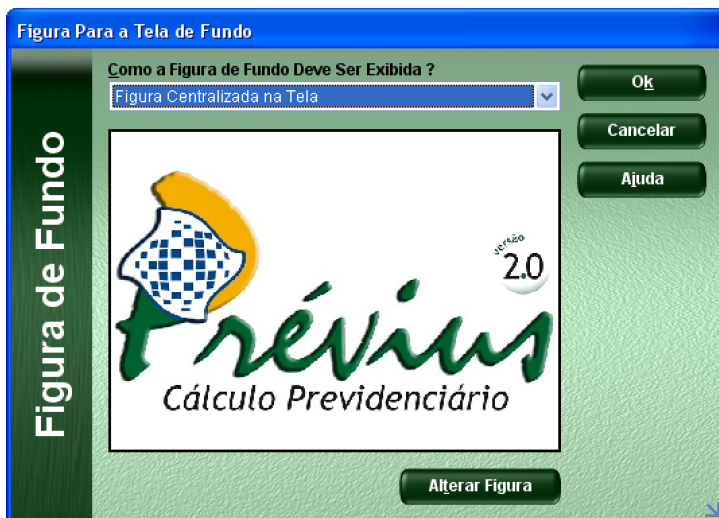 Figura Para a Tela de Fundo
Como a Figura de Fundo Deve Ser Exibida ?
Figura Centralizada na Tela
Ok
Cancelar
Ajuda
Figura de Fundo
versão
2.0
Prévius
Cálculo Previdenciário
Alterar Figura